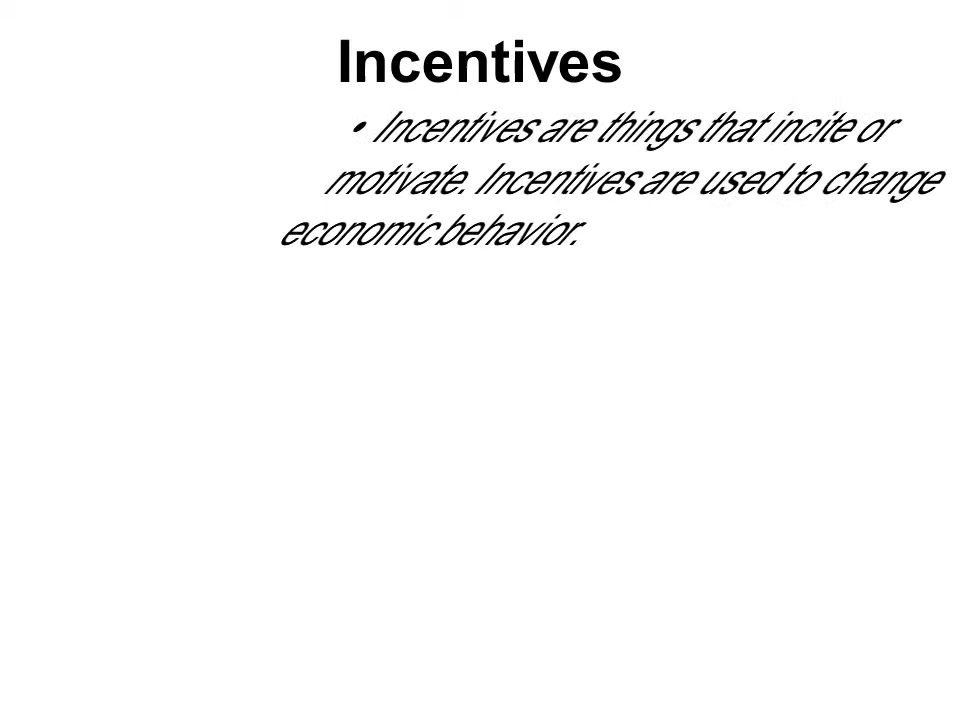 Incentives
• Incentives are things that incite or
motivate. Incentives are used to change
economic behavior.